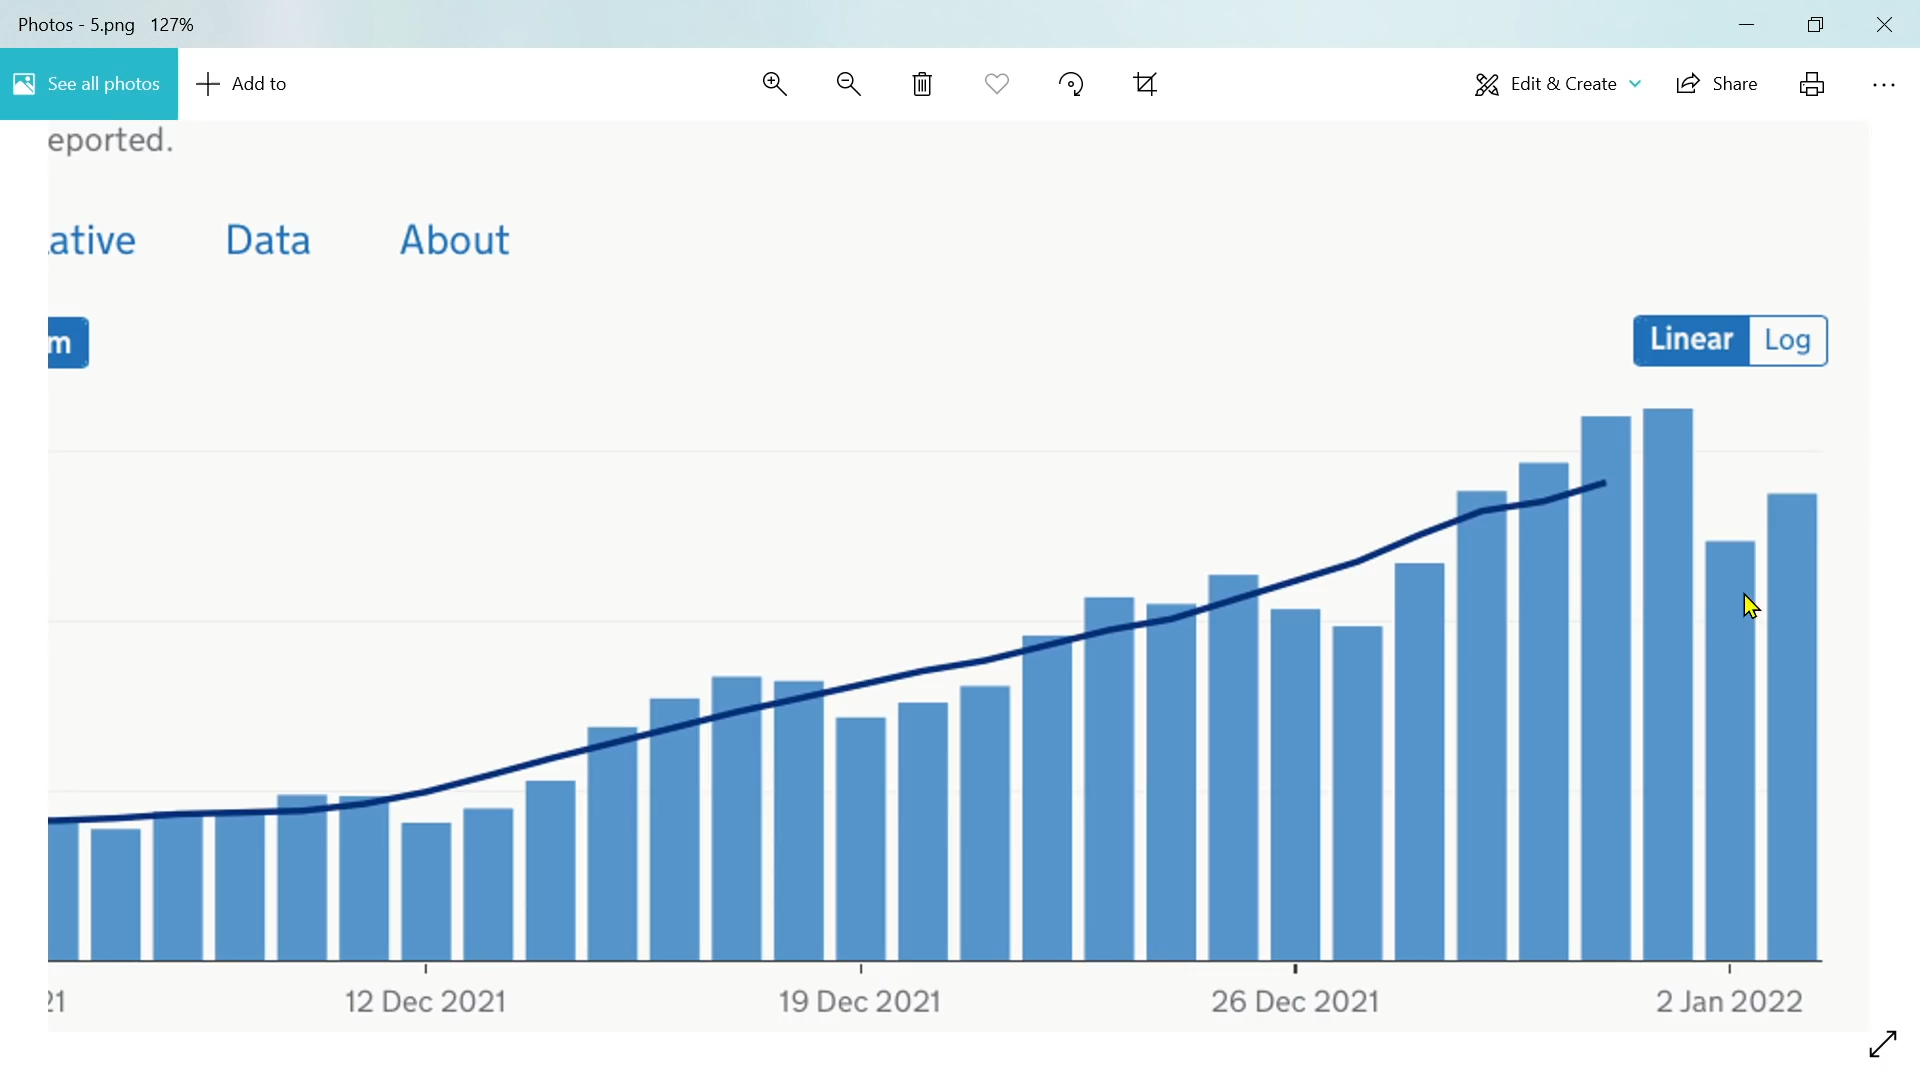 Photos - 5.png 127%
See all photos
Add to
Edit & Create
Share
eported.
ative
Data
About
m
Linear
Log
21
12 Dec 2021
19 Dec 2021
26 Dec 2021
2 Jan 2022